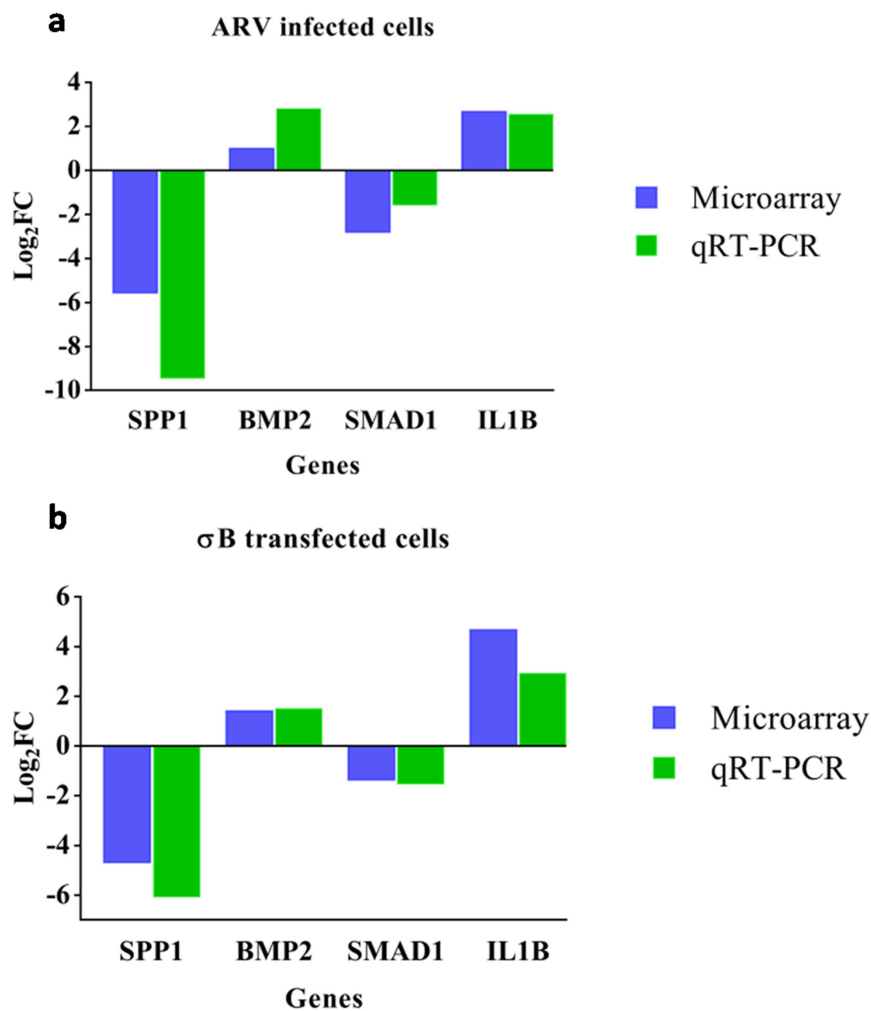 a
ARV infected cells
4
2
0
-2
-4
-6
-8
-10
Log₂FC
SPP1 BMP2 SMAD1 IL1B
Genes
Microarray
qRT-PCR
b
σB transfected cells
6
4
2
0
-2
-4
-6
Log₂FC
SPP1 BMP2 SMAD1 IL1B
Genes
Microarray
qRT-PCR